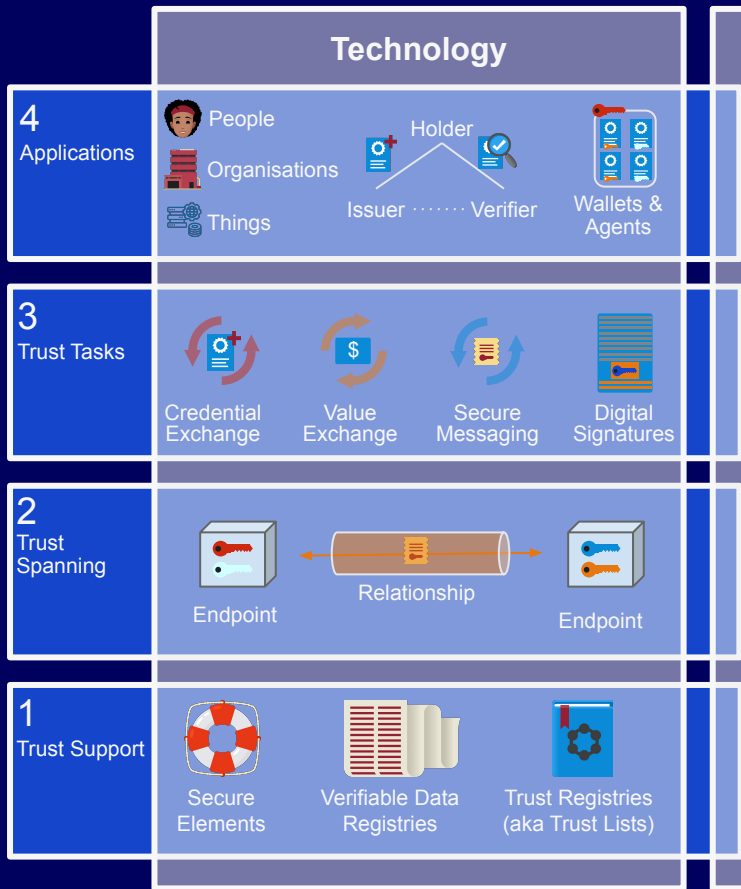 Technology
4
Applications
People
Organisations
Things
Holder
Issuer ······· Verifier
Wallets &
Agents
3
Trust Tasks
$
Credential
Exchange
Value
Exchange
Secure
Messaging
Digital
Signatures
2
Trust
Spanning
Endpoint
Relationship
Endpoint
1
Trust Support
Secure
Elements
Verifiable Data
Registries
Trust Registries
(aka Trust Lists)